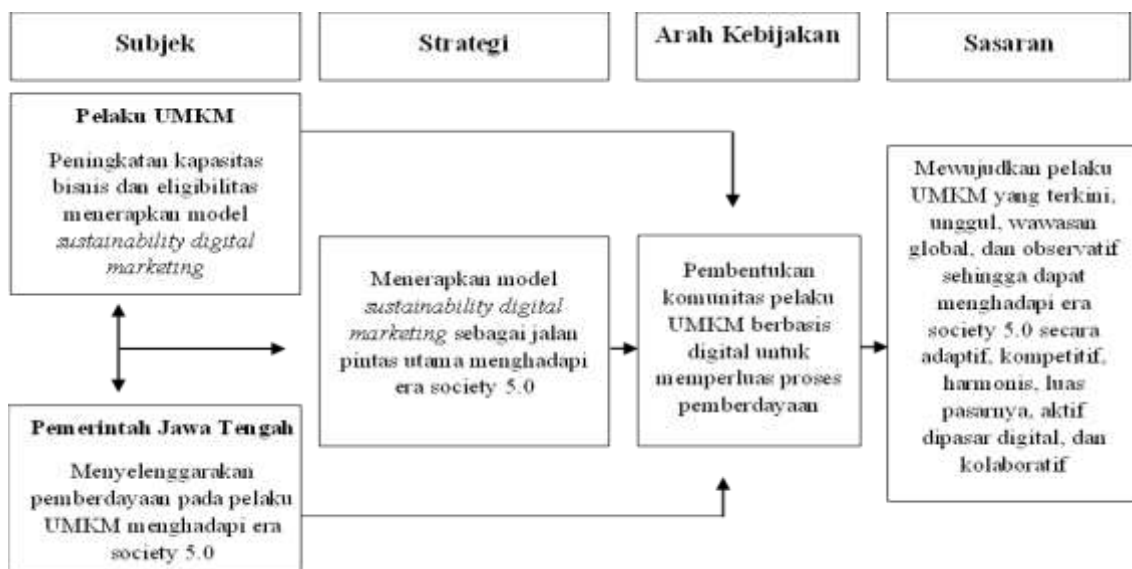 Subjek
Strategi
Arah Kebijakan
Sasaran
Pelaku UMKM
Peningkatan kapasitas
bisnis dan eligibilitas
menerapkan model
sustainability digital
marketing
Pemerintah Jawa Tengah
Menyelenggarakan
pemberdayaan pada pelaku
UMKM menghadapi era
society 5.0
Menerapkan model
sustainability digital
marketing sebagai jalan
pintas utama menghadapi
era society 5.0
Pembentukan
komunitas pelaku
UMKM berbasis
digital untuk
memperluas proses
pemberdayaan
Mewujudkan pelaku
UMKM yang terkini,
unggul, wawasan
global, dan observatif
sehingga dapat
menghadapi era
society 5.0 secara
adaptif, kompetitif,
harmonis, luas
pasarnya, aktif
dipasar digital, dan
kolaboratif